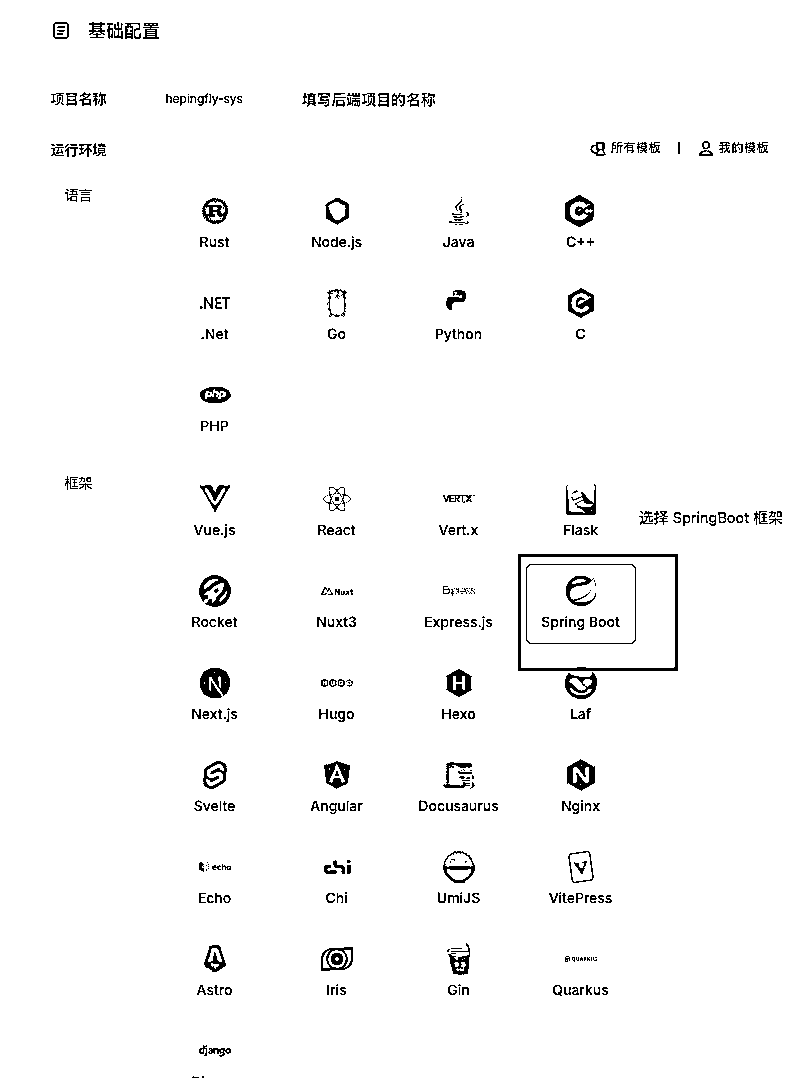 基础配置
项目名称 hepingfly-sys 填写后端项目的名称
运行环境 所有模板 | 我的模板
语言
Rust Node.js Java C++
.NET
.Net Go Python C
php
PHP
框架
VERT.X
Vue.js React Vert.x Flask 选择 SpringBoot 框架
Nuxt Express
Rocket Nuxt3 Express.js Spring Boot
HUGO
Next.js Hugo Hexo Laf
Svelte Angular Docusaurus Nginx
echo chi
Echo Chi UmiJS VitePress
QUARKUS
Astro Iris Gin Quarkus
django